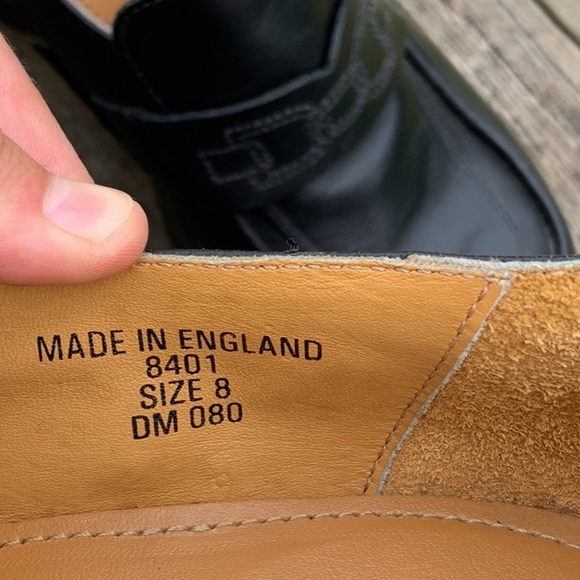 MADE IN ENGLAND
8401
SIZE 8
DM 080